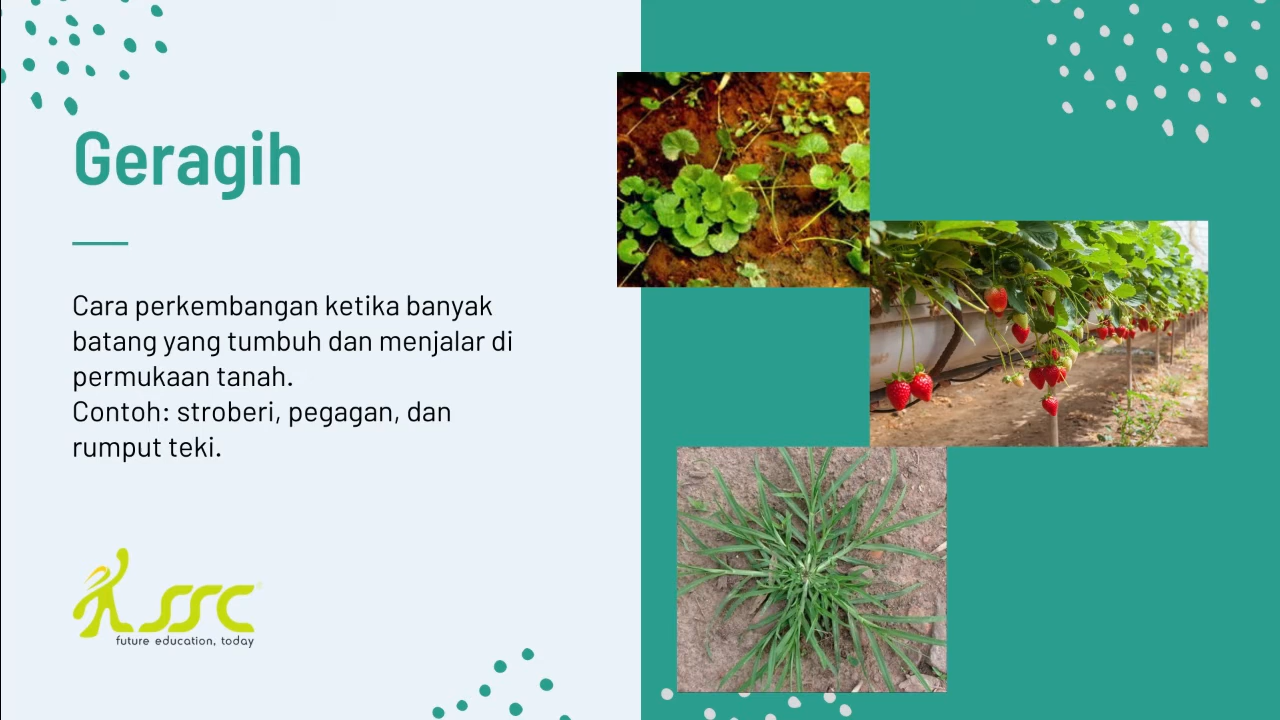 Geragih
Cara perkembangan ketika banyak
batang yang tumbuh dan menjalar di
permukaan tanah.
Contoh: stroberi, pegagan, dan
rumput teki.
SSC
future education, today